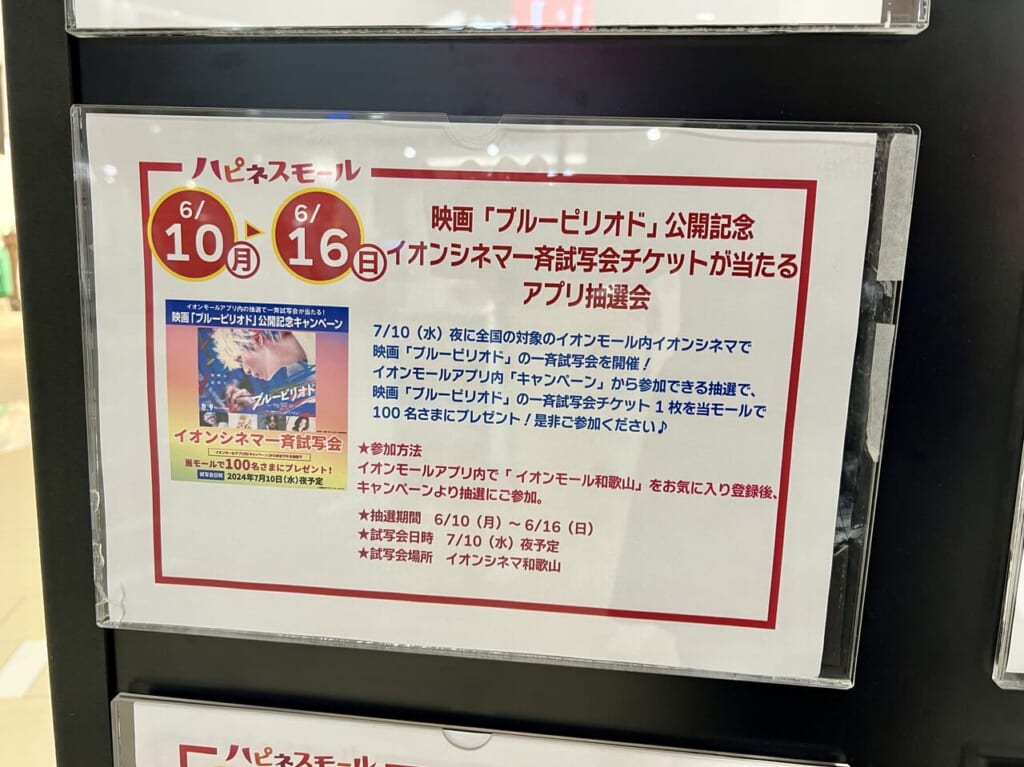 ハピネスモール
6/10月
6/16日
映画「ブルーピリオド」公開記念
イオンシネマ一斉試写会チケットが当たる
アプリ抽選会
イオンモールアプリ内の抽選で一斉試写会が当たる!
映画「ブルーピリオド」公開記念キャンペーン
ブルーピリオド
8.9
イオンシネマ一斉試写会
当モールで100名さまにプレゼント!
試写会日時 2024年7月10日(水)夜予定
7/10(水)夜に全国の対象のイオンモール内イオンシネマで
映画「ブルーピリオド」の一斉試写会を開催!
イオンモールアプリ内「キャンペーン」から参加できる抽選で、
映画「ブルーピリオド」の一斉試写会チケット1枚を当モールで
100名さまにプレゼント!是非ご参加ください♪
★参加方法
イオンモールアプリ内で「イオンモール和歌山」をお気に入り登録後、
キャンペーンより抽選にご参加。
★抽選期間 6/10(月)～6/16(日)
★試写会日時 7/10(水)夜予定
★試写会場所 イオンシネマ和歌山
ハピネスモール